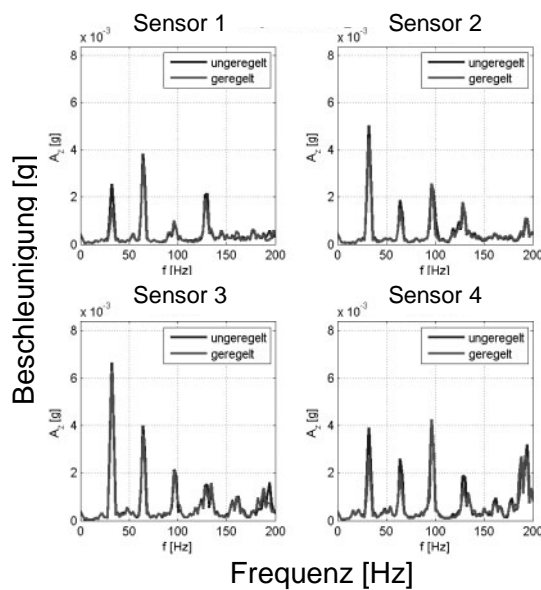 Sensor 1
x 10⁻³
ungeregelt
geregelt
8
6
4
2
0
A_z [g]
0 50 100 150 200
f [Hz]
Sensor 2
x 10⁻³
ungeregelt
geregelt
8
6
4
2
0
A_z [g]
0 50 100 150 200
f [Hz]
Beschleunigung [g]
Sensor 3
x 10⁻³
ungeregelt
geregelt
8
6
4
2
0
A_z [g]
0 50 100 150 200
f [Hz]
Sensor 4
x 10⁻³
ungeregelt
geregelt
8
6
4
2
0
A_z [g]
0 50 100 150 200
f [Hz]
Frequenz [Hz]